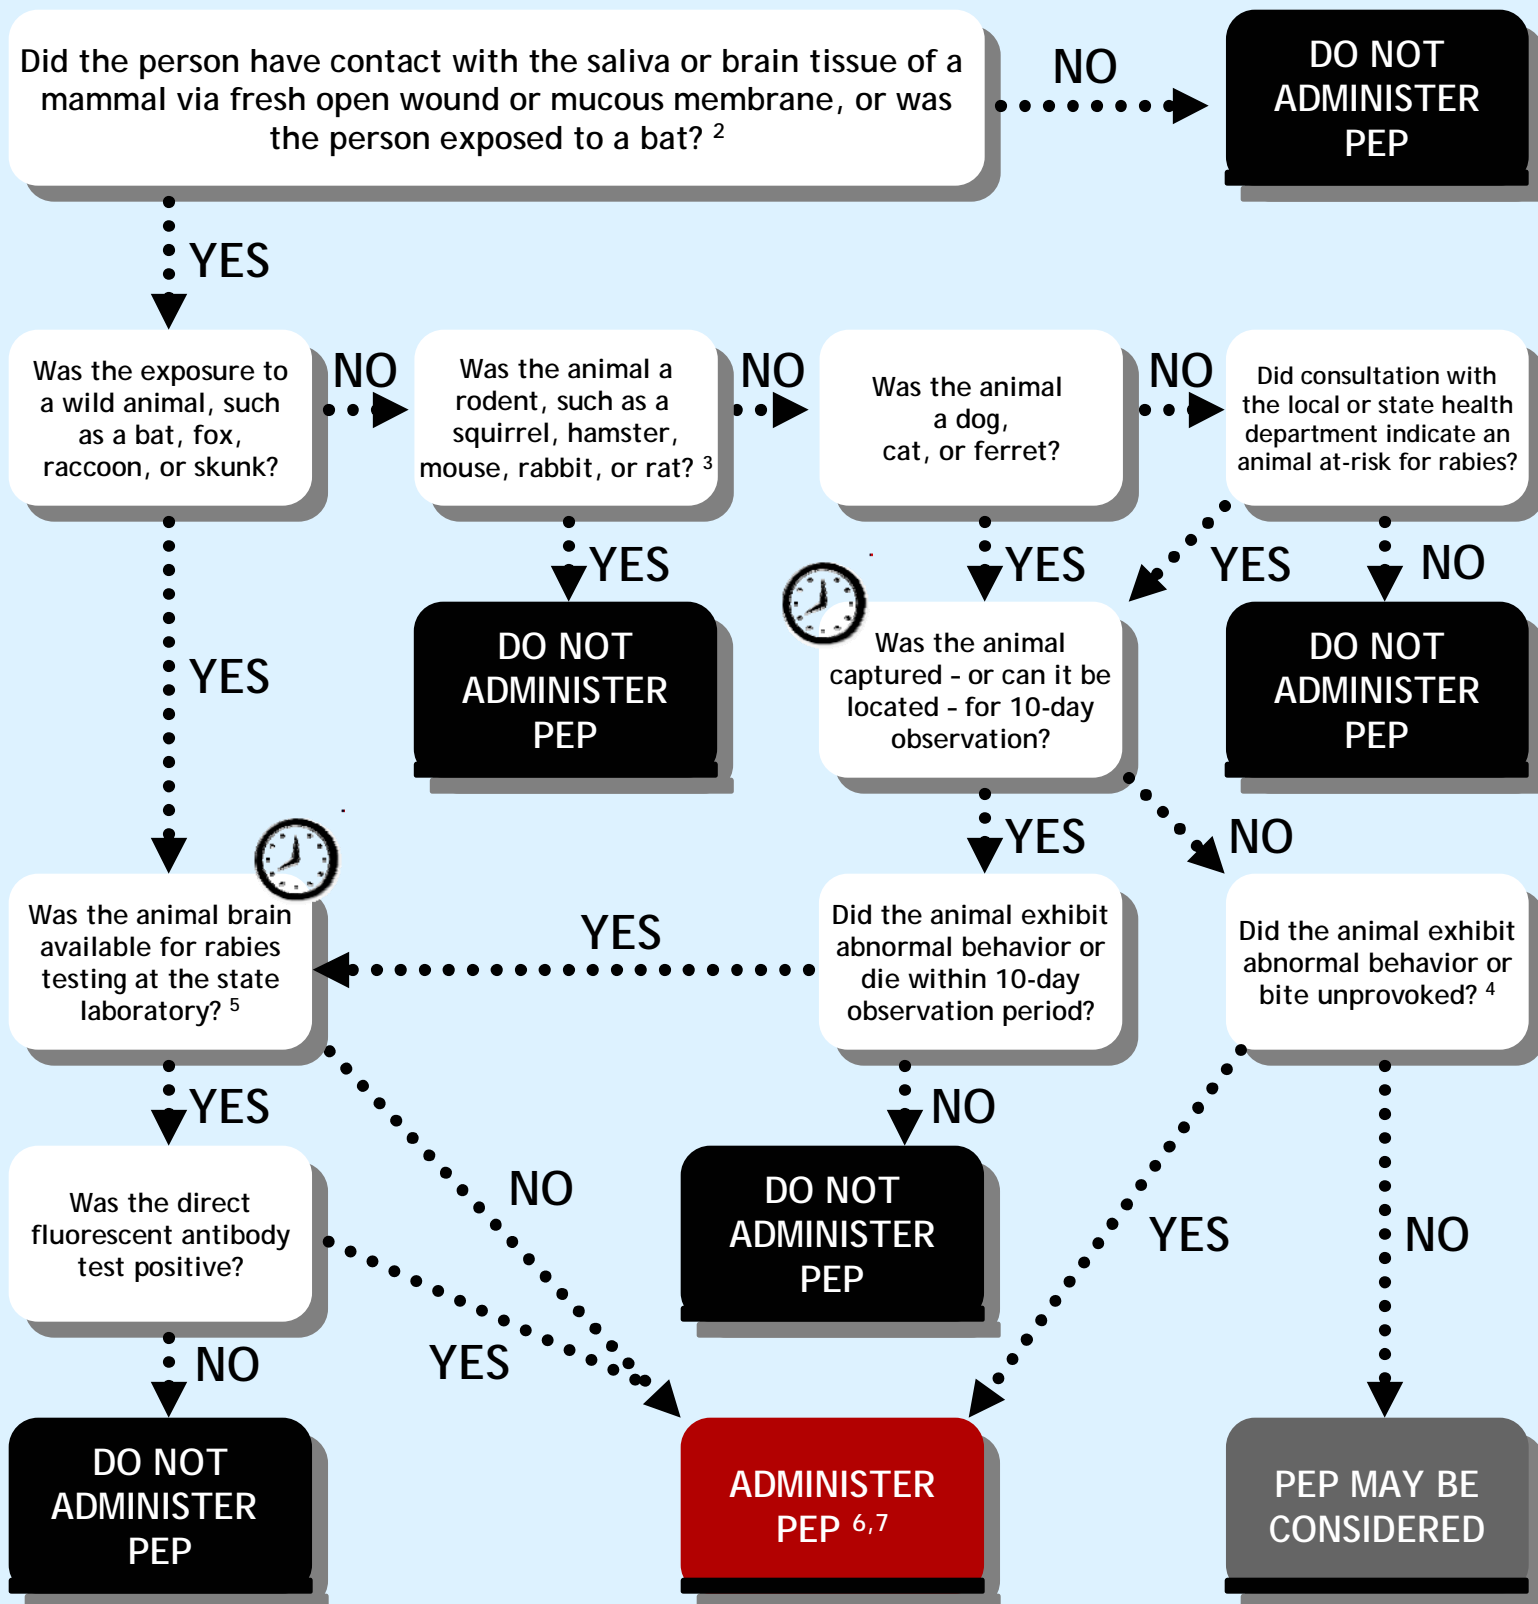 Did the person have contact with the saliva or brain tissue of a
mammal via fresh open wound or mucous membrane, or was
the person exposed to a bat? 2
NO
DO NOT
ADMINISTER
PEP
YES
Was the exposure to
a wild animal, such
as a bat, fox,
raccoon, or skunk?
NO
Was the animal a
rodent, such as a
squirrel, hamster,
mouse, rabbit, or rat? 3
NO
Was the animal
a dog,
cat, or ferret?
NO
Did consultation with
the local or state health
department indicate an
animal at-risk for rabies?
YES
YES
YES
YES
NO
DO NOT
ADMINISTER
PEP
Was the animal
captured - or can it be
located - for 10-day
observation?
DO NOT
ADMINISTER
PEP
YES
NO
Was the animal brain
available for rabies
testing at the state
laboratory? 5
YES
Did the animal exhibit
abnormal behavior or
die within 10-day
observation period?
Did the animal exhibit
abnormal behavior or
bite unprovoked? 4
YES
NO
NO
YES
NO
Was the direct
fluorescent antibody
test positive?
DO NOT
ADMINISTER
PEP
NO
YES
DO NOT
ADMINISTER
PEP
ADMINISTER
PEP 6,7
PEP MAY BE
CONSIDERED